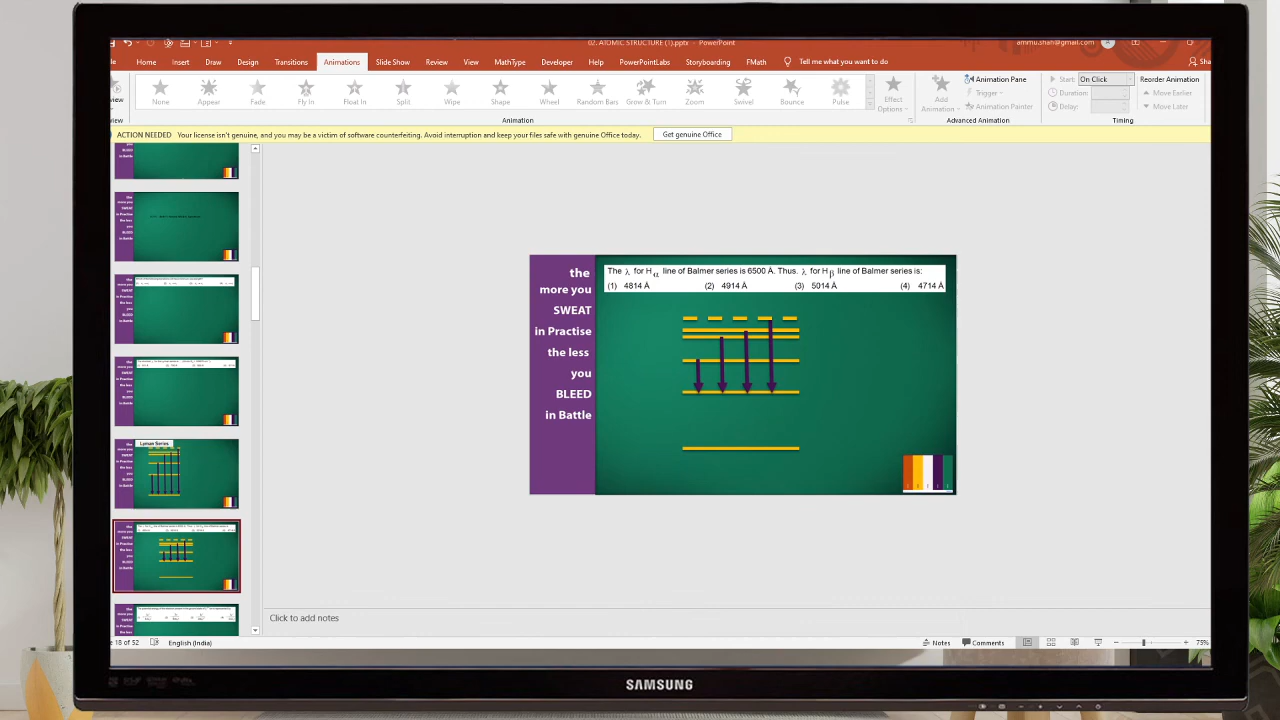 02. ATOMIC STRUCTURE (1).pptx - PowerPoint
ammu.shah@gmail.com
Home Insert Draw Design Transitions Animations Slide Show Review View MathType Developer Help PowerPointLabs Storyboarding FMath Tell me what you want to do
None Appear Fade Fly In Float In Split Wipe Shape Wheel Random Bars Grow & Turn Zoom Swivel Bounce Pulse
Effect Options
Add Animation
Animation Pane
Trigger
Animation Painter
Start: On Click
Duration:
Delay:
Reorder Animation
Move Earlier
Move Later
Animation
Advanced Animation
Timing
ACTION NEEDED Your license isn't genuine, and you may be a victim of software counterfeiting. Avoid interruption and keep your files safe with genuine Office today. Get genuine Office
Lyman Series
the
more you
SWEAT
in Practise
the less
you
BLEED
in Battle
The λ for Hα line of Balmer series is 6500 Å. Thus. λ for Hβ line of Balmer series is:
(1) 4814 Å (2) 4914 Å (3) 5014 Å (4) 4714 Å
Click to add notes
18 of 52 English (India) Notes Comments 75%
SAMSUNG